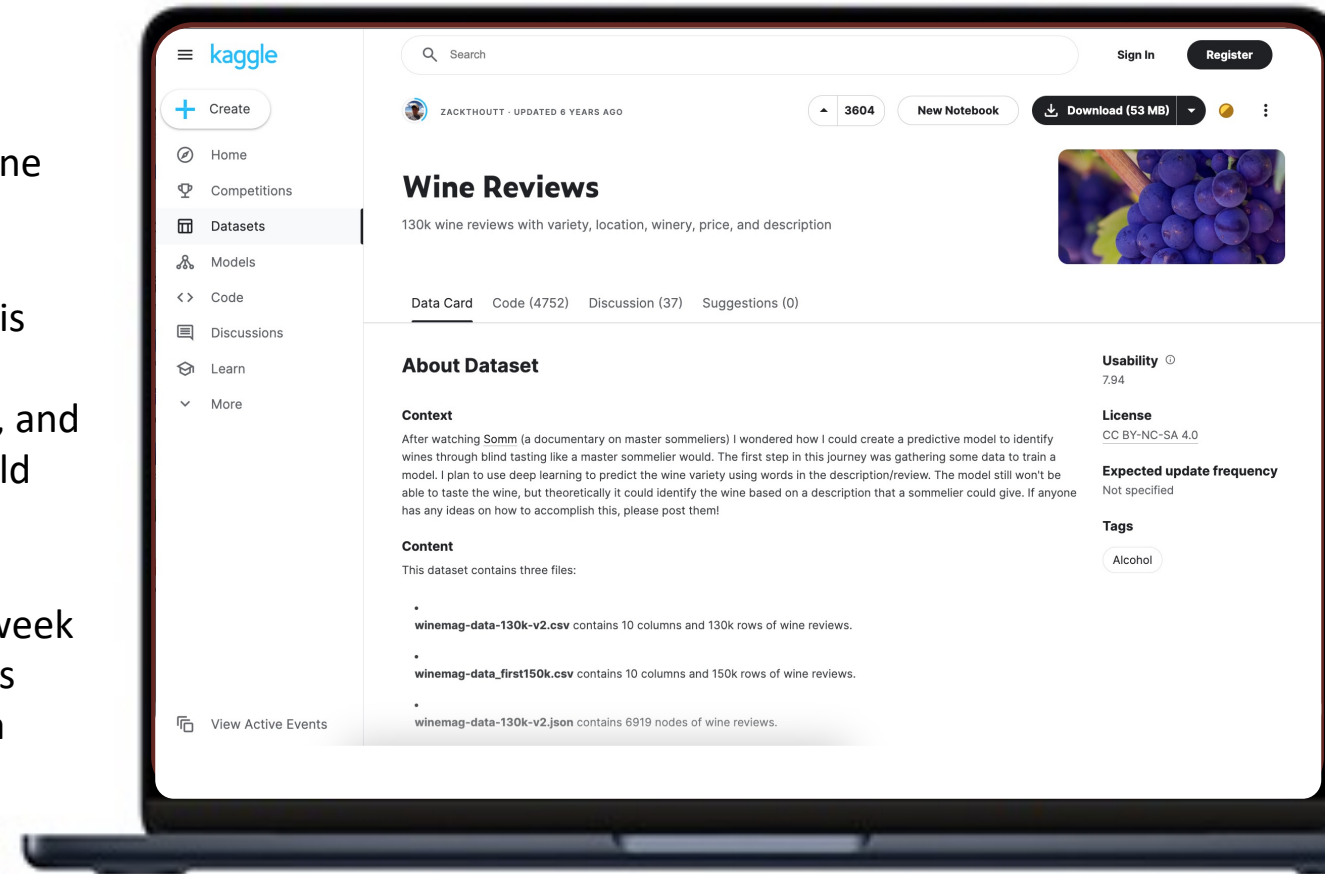 ne
is
, and
ld
week
s
kaggle
Search
Sign In
Register
Create
ZACKTHOUTT · UPDATED 6 YEARS AGO
3604
New Notebook
Download (53 MB)
Home
Competitions
Datasets
Models
Code
Discussions
Learn
More
View Active Events
Wine Reviews
130k wine reviews with variety, location, winery, price, and description
Data Card Code (4752) Discussion (37) Suggestions (0)
About Dataset
Context
After watching Somm (a documentary on master sommeliers) I wondered how I could create a predictive model to identify
wines through blind tasting like a master sommelier would. The first step in this journey was gathering some data to train a
model. I plan to use deep learning to predict the wine variety using words in the description/review. The model still won't be
able to taste the wine, but theoretically it could identify the wine based on a description that a sommelier could give. If anyone
has any ideas on how to accomplish this, please post them!
Content
This dataset contains three files:
• 
winemag-data-130k-v2.csv contains 10 columns and 130k rows of wine reviews.
• 
winemag-data_first150k.csv contains 10 columns and 150k rows of wine reviews.
• 
winemag-data-130k-v2.json contains 6919 nodes of wine reviews.
Usability
7.94
License
CC BY-NC-SA 4.0
Expected update frequency
Not specified
Tags
Alcohol